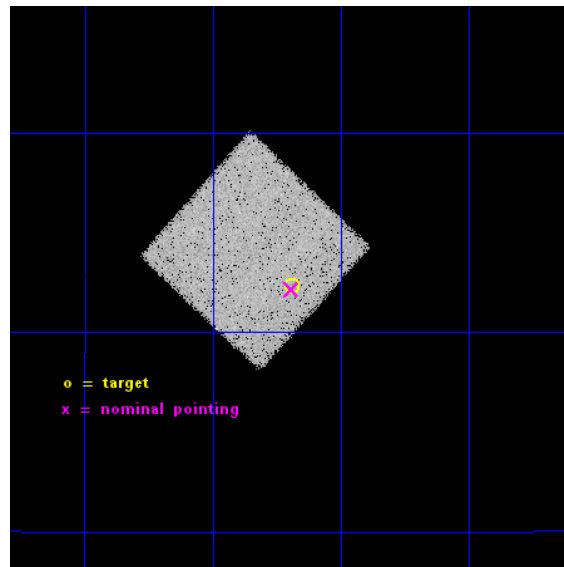 o = target
x = nominal pointing